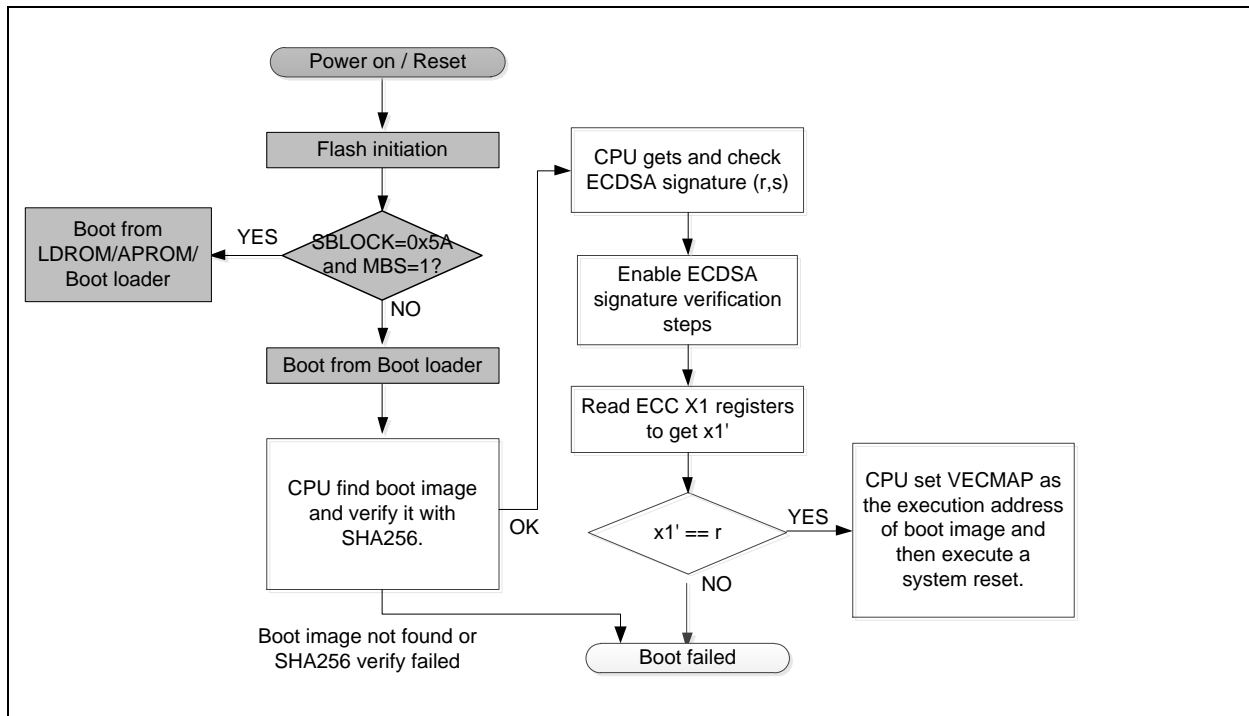 Power on / Reset
Flash initiation
SBLOCK=0x5A
and MBS=1?
YES
Boot from
LDROM/APROM/
Boot loader
NO
Boot from Boot loader
CPU find boot image
and verify it with
SHA256.
OK
Boot image not found or
SHA256 verify failed
CPU gets and check
ECDSA signature (r,s)
Enable ECDSA
signature verification
steps
Read ECC X1 registers
to get x1'
x1' == r
YES
CPU set VECMAP as
the execution address
of boot image and
then execute a
system reset.
NO
Boot failed